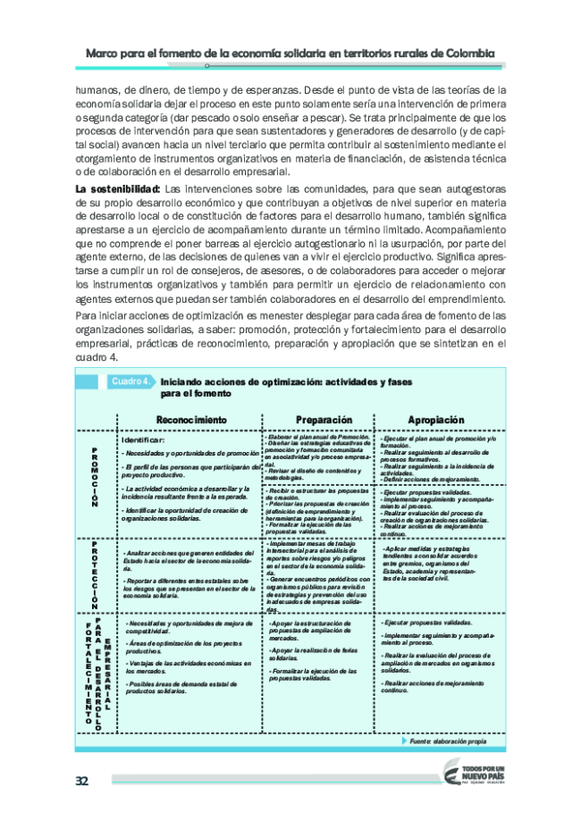 Marco para el fomento de la economía solidaria en territorios rurales de Colombia
humanos, de dinero, de tiempo y de esperanzas. Desde el punto de vista de las teorías de la
economía solidaria dejar el proceso en este punto solamente sería una intervención de primera
o segunda categoría (dar pescado o solo enseñar a pescar). Se trata principalmente de que los
procesos de intervención para que sean sustentadores y generadores de desarrollo (y de capi-
tal social) avancen hacia un nivel terciario que permita contribuir al sostenimiento mediante el
otorgamiento de instrumentos organizativos en materia de financiación, de asistencia técnica
o de colaboración en el desarrollo empresarial.
La sostenibilidad: Las intervenciones sobre las comunidades, para que sean autogestoras
de su propio desarrollo económico y que contribuyan a objetivos de nivel superior en materia
de desarrollo local o de constitución de factores para el desarrollo humano, también significa
aprestarse a un ejercicio de acompañamiento durante un término limitado. Acompañamiento
que no comprende el poner barreas al ejercicio autogestionario ni la usurpación, por parte del
agente externo, de las decisiones de quienes van a vivir el ejercicio productivo. Significa apres-
tarse a cumplir un rol de consejeros, de asesores, o de colaboradores para acceder o mejorar
los instrumentos organizativos y también para permitir un ejercicio de relacionamiento con
agentes externos que puedan ser también colaboradores en el desarrollo del emprendimiento.
Para iniciar acciones de optimización es menester desplegar para cada área de fomento de las
organizaciones solidarias, a saber: promoción, protección y fortalecimiento para el desarrollo
empresarial, prácticas de reconocimiento, preparación y apropiación que se sintetizan en el
cuadro 4.
Cuadro 4. Iniciando acciones de optimización: actividades y fases
para el fomento
Reconocimiento
Preparación
Apropiación
PROMOCIÓN
Identificar:
- Necesidades y oportunidades de promoción
- El perfil de las personas que participarán del
proyecto productivo.
- La actividad económica a desarrollar y la
incidencia resultante frente a la esperada.
- Identificar la oportunidad de creación de
organizaciones solidarias.
- Elaborar el plan anual de Promoción.
- Diseñar las estrategias educativas de
promoción y formación comunitaria
en asociatividad y/o proceso empresa-
rial.
- Revisar el diseño de contenidos y
metodologías.
- Ejecutar el plan anual de promoción y/o
formación.
- Realizar seguimiento al desarrollo de
procesos formativos.
- Realizar seguimiento a la incidencia de
actividades.
- Definir acciones de mejoramiento.
- Recibir o estructurar las propuestas
de creación.
- Priorizar las propuestas de creación
(definición de emprendimiento y
herramientas para la organización).
- Formalizar la ejecución de las
propuestas validadas.
- Ejecutar propuestas validadas.
- Implementar seguimiento y acompaña-
miento al proceso.
- Realizar evaluación del proceso de
creación de organizaciones solidarias.
- Realizar acciones de mejoramiento
continuo.
PROTECCIÓN
- Analizar acciones que generen entidades del
Estado hacia el sector de la economía solida-
ria.
- Reportar a diferentes entes estatales sobre
los riesgos que se presentan en el sector de la
economía solidaria.
- Implementar mesas de trabajo
intersectorial para el análisis de
reportes sobre riesgos y/o peligros
en el sector de la economía solida-
ria.
- Generar encuentros periódicos con
organismos públicos para revisión
de estrategias y prevención del uso
inadecuados de empresas solida-
rias.
- Aplicar medidas y estrategias
tendientes a consolidar acuerdos
entre gremios, organismos del
Estado, academia y representan-
tes de la sociedad civil.
FORTALECIMIENTO
PARA EL DESARROLLO
EMPRESARIAL
- Necesidades y oportunidades de mejora de
competitividad.
- Áreas de optimización de los proyectos
productivos.
- Ventajas de las actividades económicas en
los mercados.
- Posibles áreas de demanda estatal de
productos solidarios.
- Apoyar la estructuración de
propuestas de ampliación de
mercados.
- Apoyar la realización de ferias
solidarias.
- Formalizar la ejecución de las
propuestas validadas.
- Ejecutar propuestas validadas.
- Implementar seguimiento y acompaña-
miento al proceso.
- Realizar la evaluación del proceso de
ampliación de mercados en organismos
solidarios.
- Realizar acciones de mejoramiento
continuo.
Fuente: elaboración propia
32
TODOS POR UN
NUEVO PAÍS
PAZ EQUIDAD EDUCACIÓN